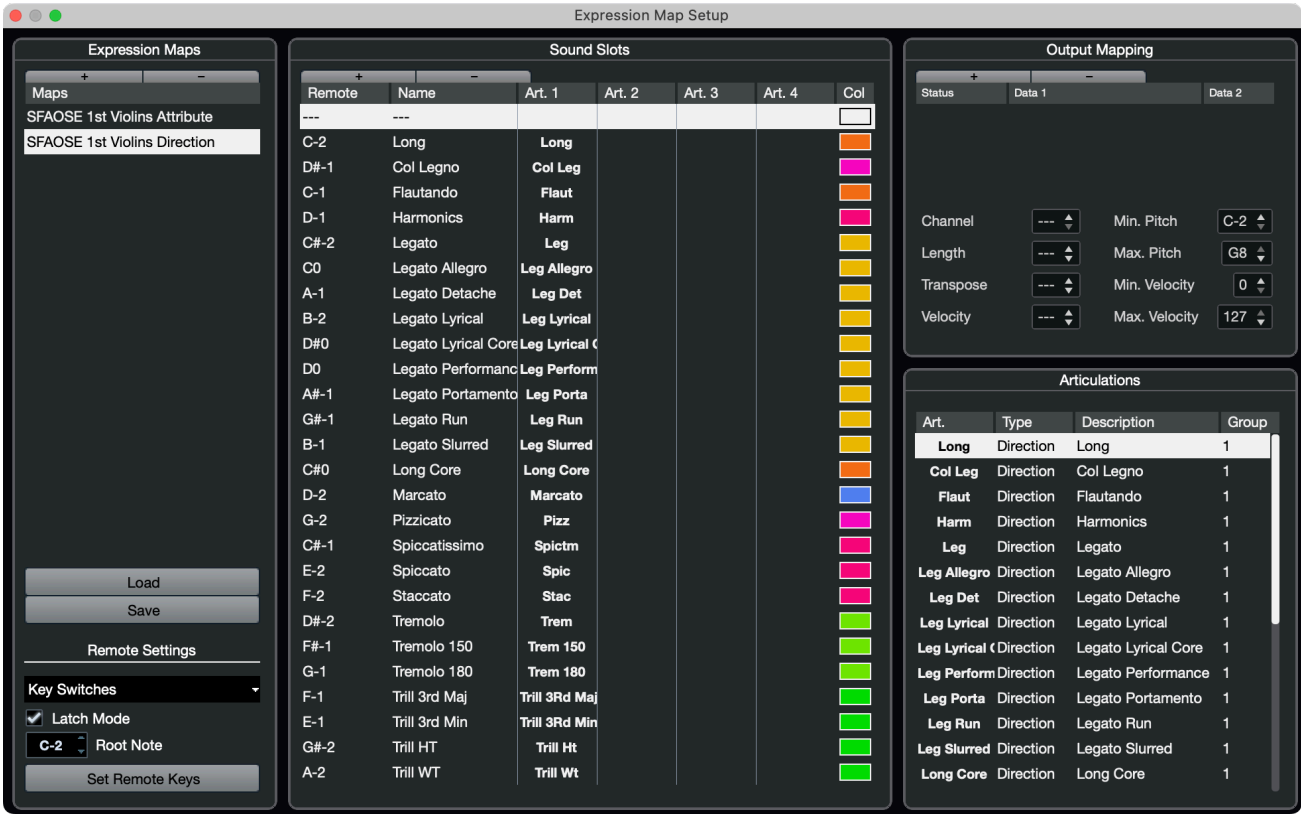 Expression Map Setup
Expression Maps
+ -
Maps
SFAOSE 1st Violins Attribute
SFAOSE 1st Violins Direction
Load
Save
Remote Settings
Key Switches
Latch Mode
C-2 Root Note
Set Remote Keys
Sound Slots
+ -
Remote Name Art. 1 Art. 2 Art. 3 Art. 4 Col
--- ---
C-2 Long Long
D#-1 Col Legno Col Leg
C-1 Flautando Flaut
D-1 Harmonics Harm
C#-2 Legato Leg
C0 Legato Allegro Leg Allegro
A-1 Legato Detache Leg Det
B-2 Legato Lyrical Leg Lyrical
D#0 Legato Lyrical Core Leg Lyrical (
D0 Legato Performanc Leg Perform
A#-1 Legato Portamento Leg Porta
G#-1 Legato Run Leg Run
B-1 Legato Slurred Leg Slurred
C#0 Long Core Long Core
D-2 Marcato Marcato
G-2 Pizzicato Pizz
C#-1 Spiccatissimo Spictm
E-2 Spiccato Spic
F-2 Staccato Stac
D#-2 Tremolo Trem
F#-1 Tremolo 150 Trem 150
G-1 Tremolo 180 Trem 180
F-1 Trill 3rd Maj Trill 3Rd Maj
E-1 Trill 3rd Min Trill 3Rd Min
G#-2 Trill HT Trill Ht
A-2 Trill WT Trill Wt
Output Mapping
+ -
Status Data 1 Data 2
Channel --- Min. Pitch C-2
Length --- Max. Pitch G8
Transpose --- Min. Velocity 0
Velocity --- Max. Velocity 127
Articulations
Art. Type Description Group
Long Direction Long 1
Col Leg Direction Col Legno 1
Flaut Direction Flautando 1
Harm Direction Harmonics 1
Leg Direction Legato 1
Leg Allegro Direction Legato Allegro 1
Leg Det Direction Legato Detache 1
Leg Lyrical Direction Legato Lyrical 1
Leg Lyrical ( Direction Legato Lyrical Core 1
Leg Perform Direction Legato Performance 1
Leg Porta Direction Legato Portamento 1
Leg Run Direction Legato Run 1
Leg Slurred Direction Legato Slurred 1
Long Core Direction Long Core 1